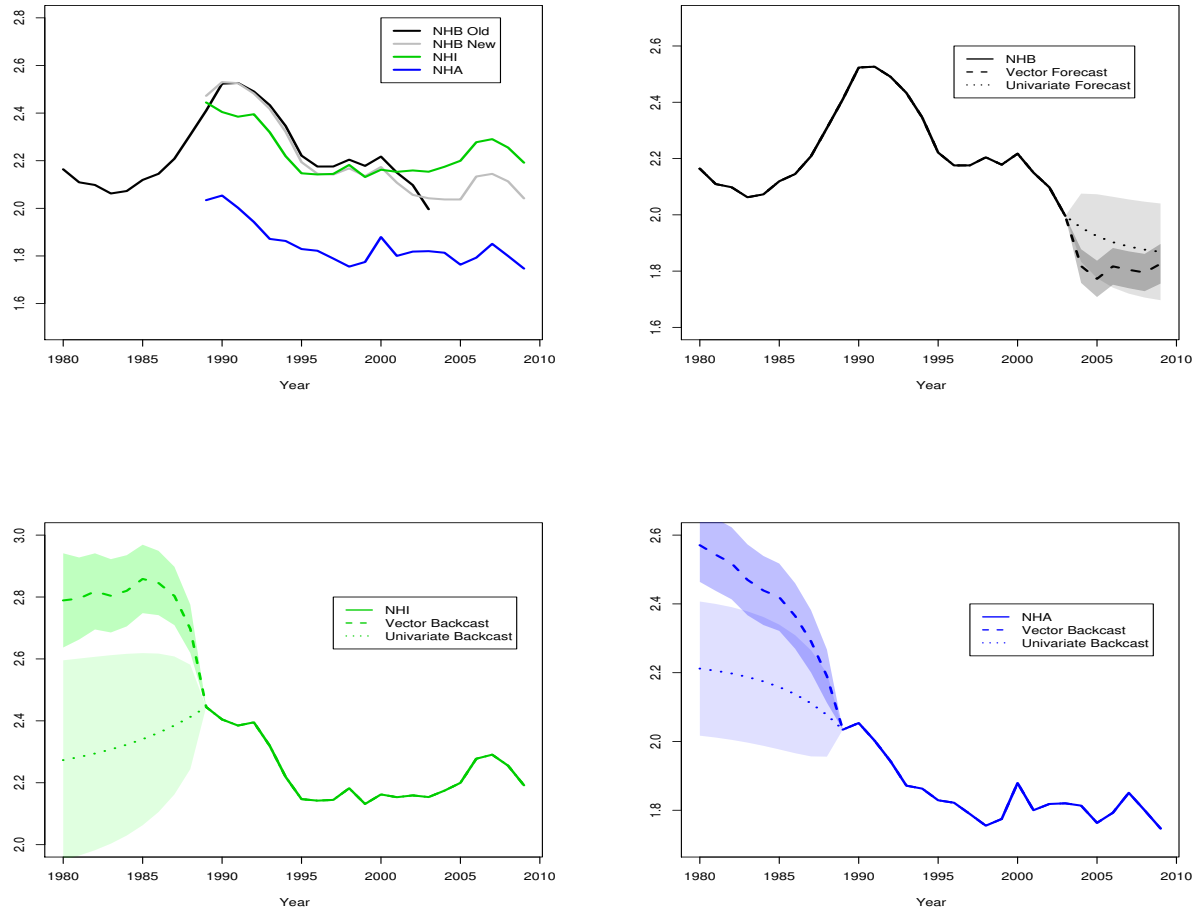 2.8
2.6
2.4
2.2
2.0
1.8
1.6
1980 1985 1990 1995 2000 2005 2010
Year
NHB Old
NHB New
NHI
NHA
2.6
2.4
2.2
2.0
1.8
1.6
1980 1985 1990 1995 2000 2005 2010
Year
NHB
Vector Forecast
Univariate Forecast
3.0
2.8
2.6
2.4
2.2
2.0
1980 1985 1990 1995 2000 2005 2010
Year
NHI
Vector Backcast
Univariate Backcast
2.6
2.4
2.2
2.0
1.8
1980 1985 1990 1995 2000 2005 2010
Year
NHA
Vector Backcast
Univariate Backcast